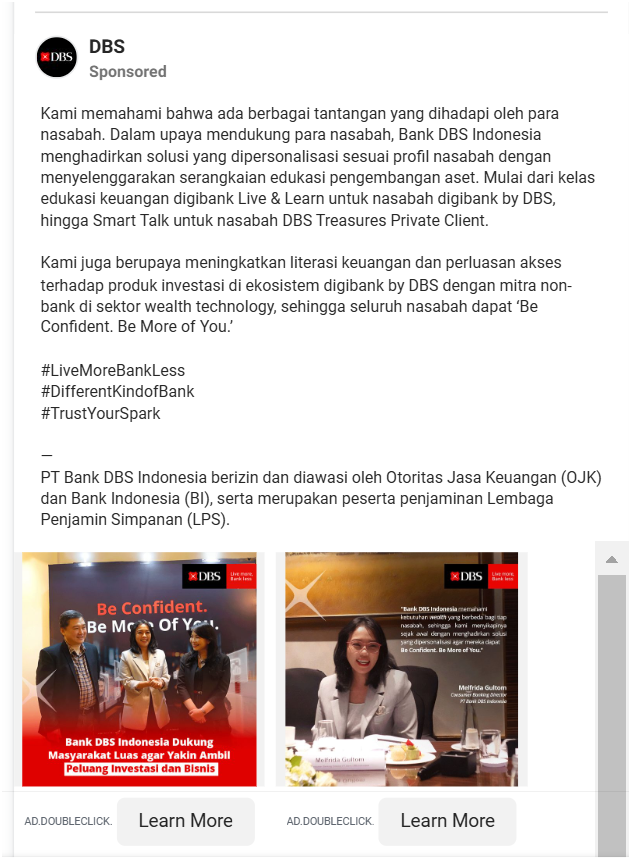 DBS
DBS
Sponsored
Kami memahami bahwa ada berbagai tantangan yang dihadapi oleh para
nasabah. Dalam upaya mendukung para nasabah, Bank DBS Indonesia
menghadirkan solusi yang dipersonalisasi sesuai profil nasabah dengan
menyelenggarakan serangkaian edukasi pengembangan aset. Mulai dari kelas
edukasi keuangan digibank Live & Learn untuk nasabah digibank by DBS,
hingga Smart Talk untuk nasabah DBS Treasures Private Client.
Kami juga berupaya meningkatkan literasi keuangan dan perluasan akses
terhadap produk investasi di ekosistem digibank by DBS dengan mitra non-
bank di sektor wealth technology, sehingga seluruh nasabah dapat ‘Be
Confident. Be More of You.’
#LiveMoreBankLess
#DifferentKindofBank
#TrustYourSpark
—
PT Bank DBS Indonesia berizin dan diawasi oleh Otoritas Jasa Keuangan (OJK)
dan Bank Indonesia (BI), serta merupakan peserta penjaminan Lembaga
Penjamin Simpanan (LPS).
DBS
Live more,
Bank less
Be Confident.
Be More Of You.
Bank DBS Indonesia Dukung
Masyarakat Luas agar Yakin Ambil
Peluang Investasi dan Bisnis
DBS
Live more,
Bank less
"Bank DBS Indonesia memahami
kebutuhan wealth yang berbeda bagi tiap
nasabah, sehingga kami menyikapinya
sejak awal dengan menghadirkan solusi
yang dipersonalisasi agar mereka dapat
Be Confident. Be More of You."
Melfrida Gultom
Consumer Banking Director
PT Bank DBS Indonesia
Melfrida Gultom
AD.DOUBLECLICK.
Learn More
AD.DOUBLECLICK.
Learn More